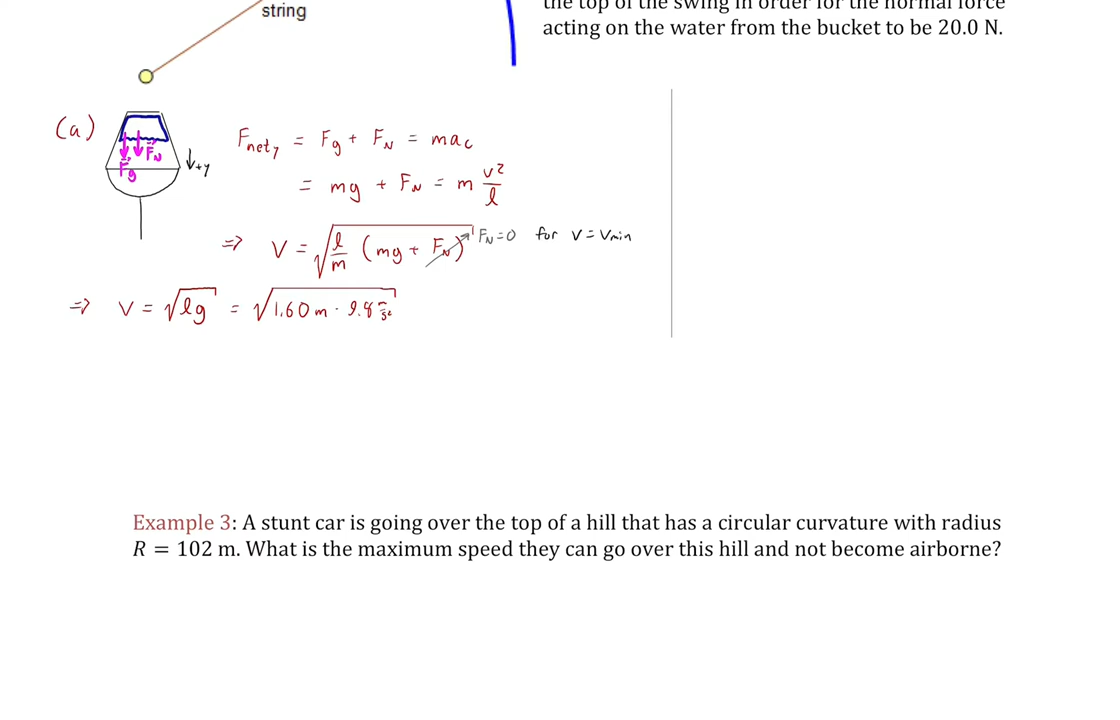 string
the top of the swing in order for the normal force
acting on the water from the bucket to be 20.0 N.
(a)
F_N
F_g
↓+y
F_net,y = F_g + F_N = ma_c
= mg + F_N = m v²/l
⇒ V = √(l/m (mg + F_N)) F_N=0 for v=v_min
⇒ V = √lg = √1.60 m · 9.8 m/s²
Example 3: A stunt car is going over the top of a hill that has a circular curvature with radius
R = 102 m. What is the maximum speed they can go over this hill and not become airborne?